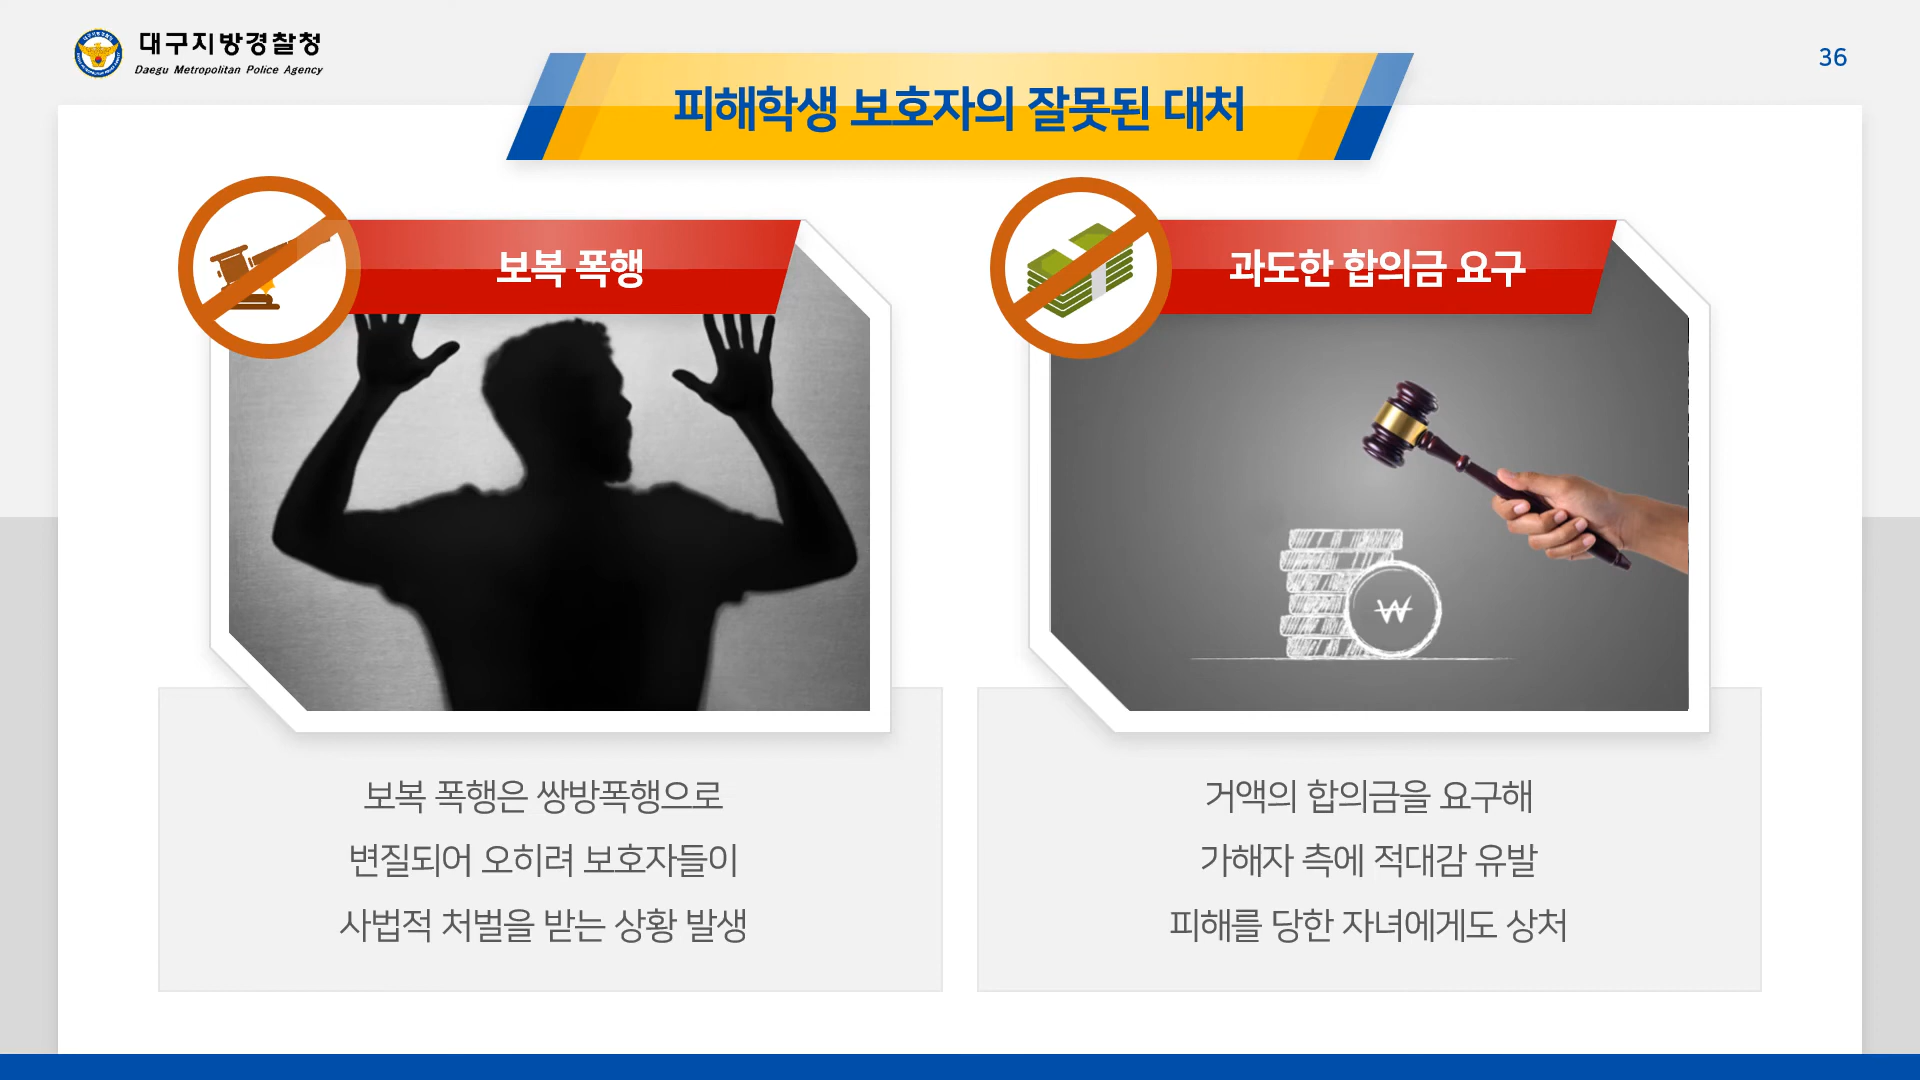 대구지방경찰청
Daegu Metropolitan Police Agency
36
피해학생 보호자의 잘못된 대처
보복 폭행
보복 폭행은 쌍방폭행으로
변질되어 오히려 보호자들이
사법적 처벌을 받는 상황 발생
과도한 합의금 요구
₩
거액의 합의금을 요구해
가해자 측에 적대감 유발
피해를 당한 자녀에게도 상처